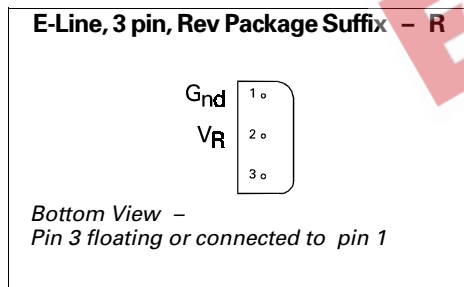 E-Line, 3 pin, Rev Package Suffix – R
Gnd 1
VR 2
3
Bottom View –
Pin 3 floating or connected to pin 1